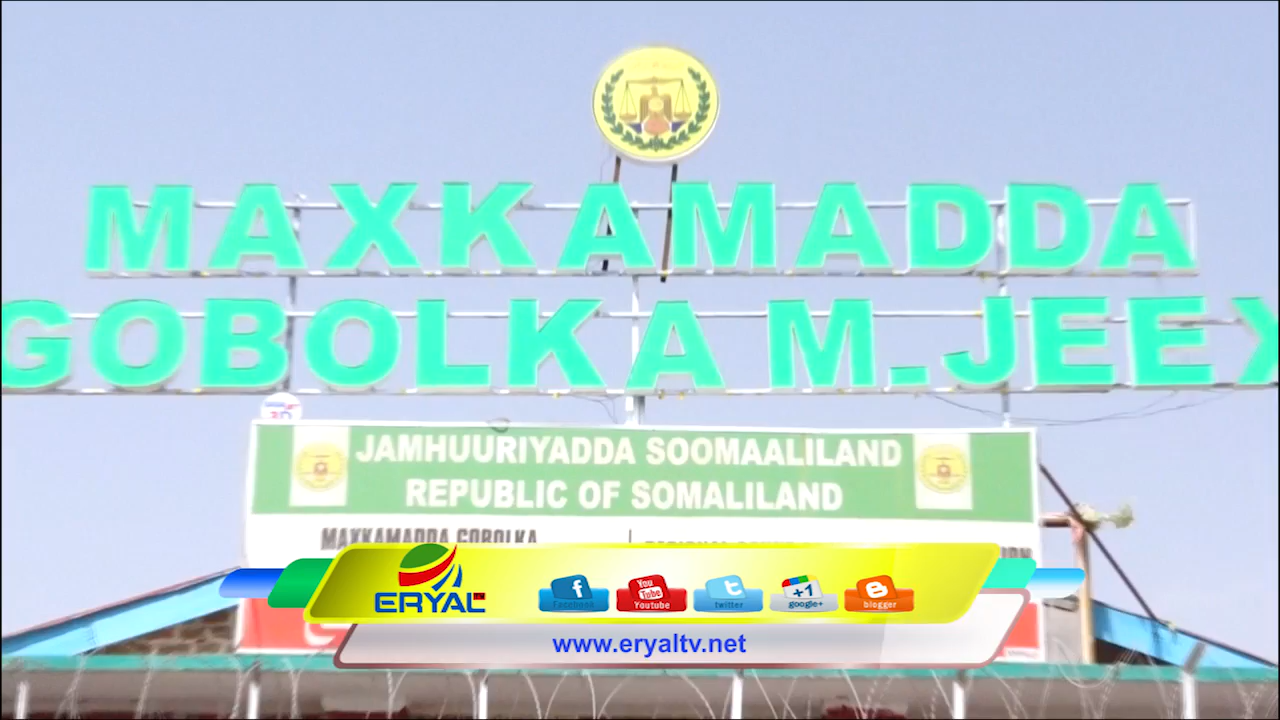 MAXKAMADDA
GOBOLKA M.JEEX
JAMHUURIYADDA SOOMAALILAND
REPUBLIC OF SOMALILAND
MAXKAMADDA GOBOLKA
ERYAL TV
Facebook
You Tube
Youtube
twitter
+1
google+
blogger
www.eryaltv.net